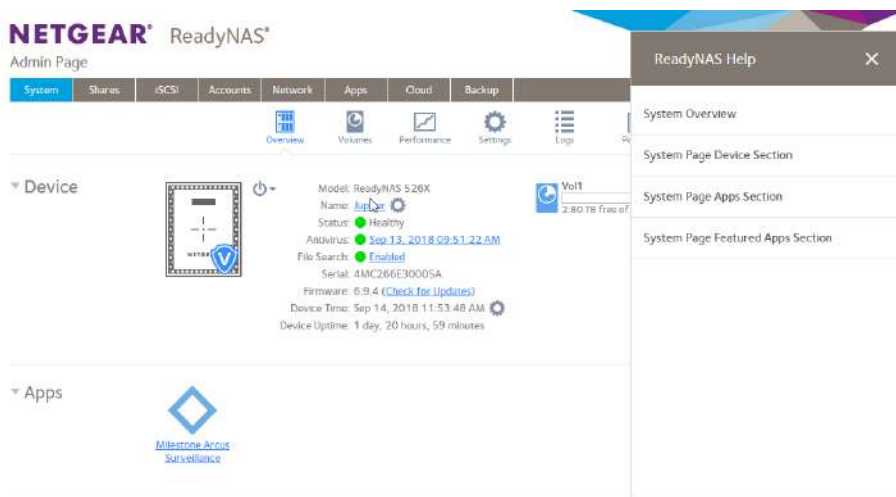 NETGEAR® ReadyNAS®
Admin Page
System Shares iSCSI Accounts Network Apps Cloud Backup
Overview Volumes Performance Settings Logs
ReadyNAS Help
System Overview
System Page Device Section
System Page Apps Section
System Page Featured Apps Section
Device
Model: ReadyNAS 526X
Name:
Status: Healthy
Antivirus: Sep 13, 2018 09:51:22 AM
File Search: Enabled
Serial: 4MC266E30005A
Firmware: 6.9.4 (Check for Updates)
Device Time: Sep 14, 2018 11:53:48 AM
Device Uptime: 1 day, 20 hours, 59 minutes
Vol1
2.80 TB free of
Apps
Milestone Arcus
Surveillance